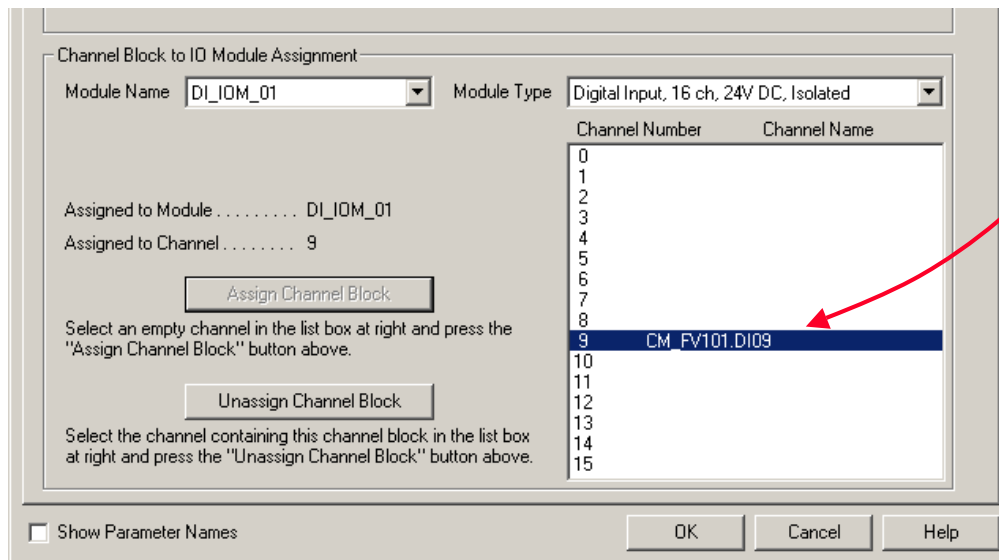 Channel Block to IO Module Assignment
Module Name DI_IOM_01 Module Type Digital Input, 16 ch, 24V DC, Isolated
Channel Number Channel Name
0
1
2
3
4
5
6
7
8
9 CM_FV101.DI09
10
11
12
13
14
15
Assigned to Module . . . . . . . . . DI_IOM_01
Assigned to Channel . . . . . . . . 9
Assign Channel Block
Select an empty channel in the list box at right and press the
"Assign Channel Block" button above.
Unassign Channel Block
Select the channel containing this channel block in the list box
at right and press the "Unassign Channel Block" button above.
Show Parameter Names
OK Cancel Help